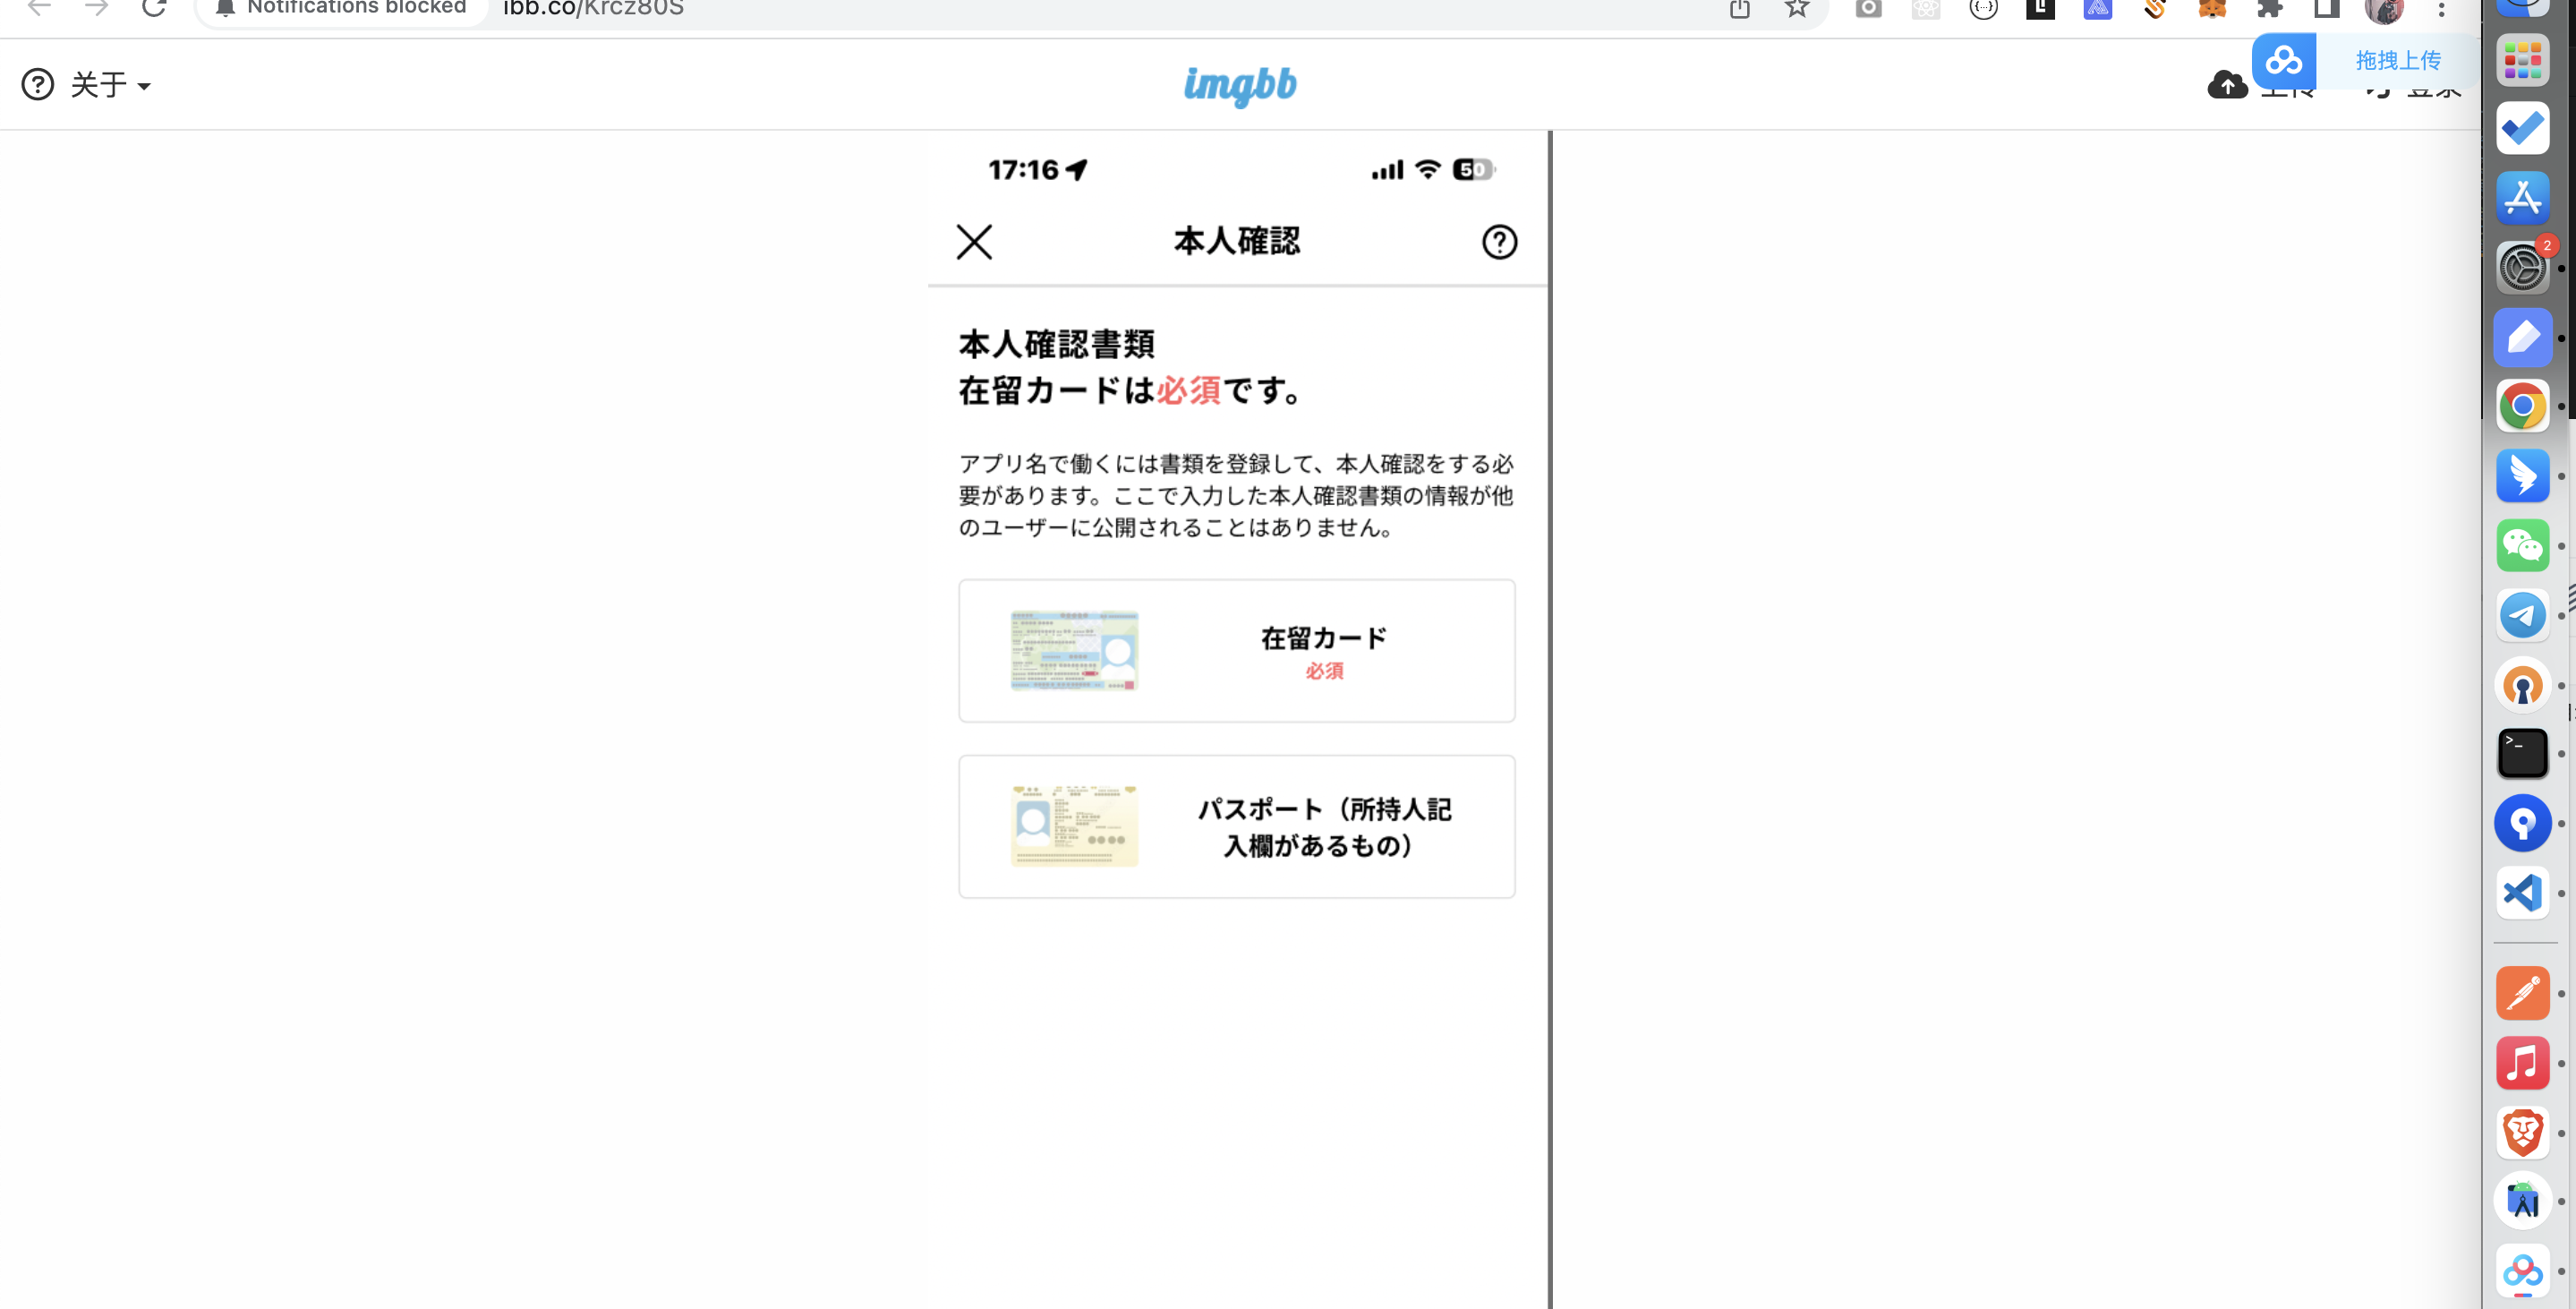 Notifications blocked
ibb.co/Krcz80S
关于
imgbb
拖拽上传
上传
登录
17:16
50
本人確認
本人確認書類
在留カードは必須です。
アプリ名で働くには書類を登録して、本人確認をする必
要があります。ここで入力した本人確認書類の情報が他
のユーザーに公開されることはありません。
在留カード
必須
パスポート（所持人記
入欄があるもの）
2